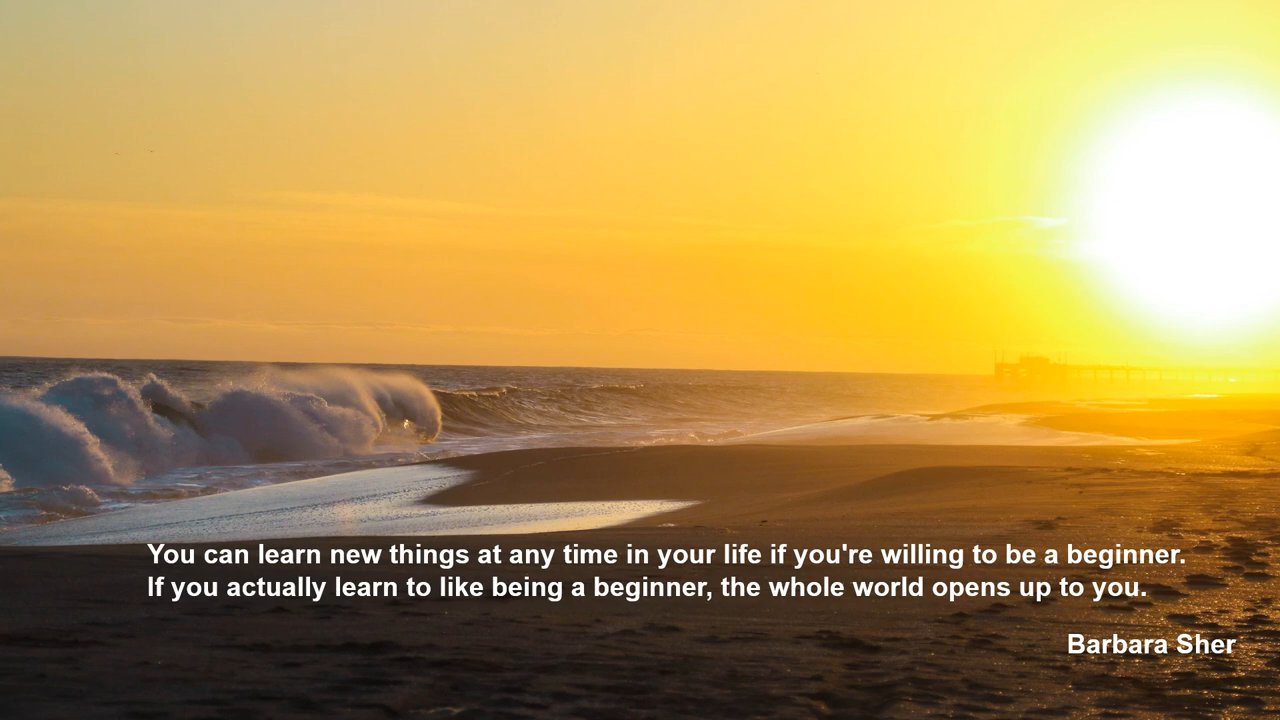 You can learn new things at any time in your life if you're willing to be a beginner.
If you actually learn to like being a beginner, the whole world opens up to you.
Barbara Sher